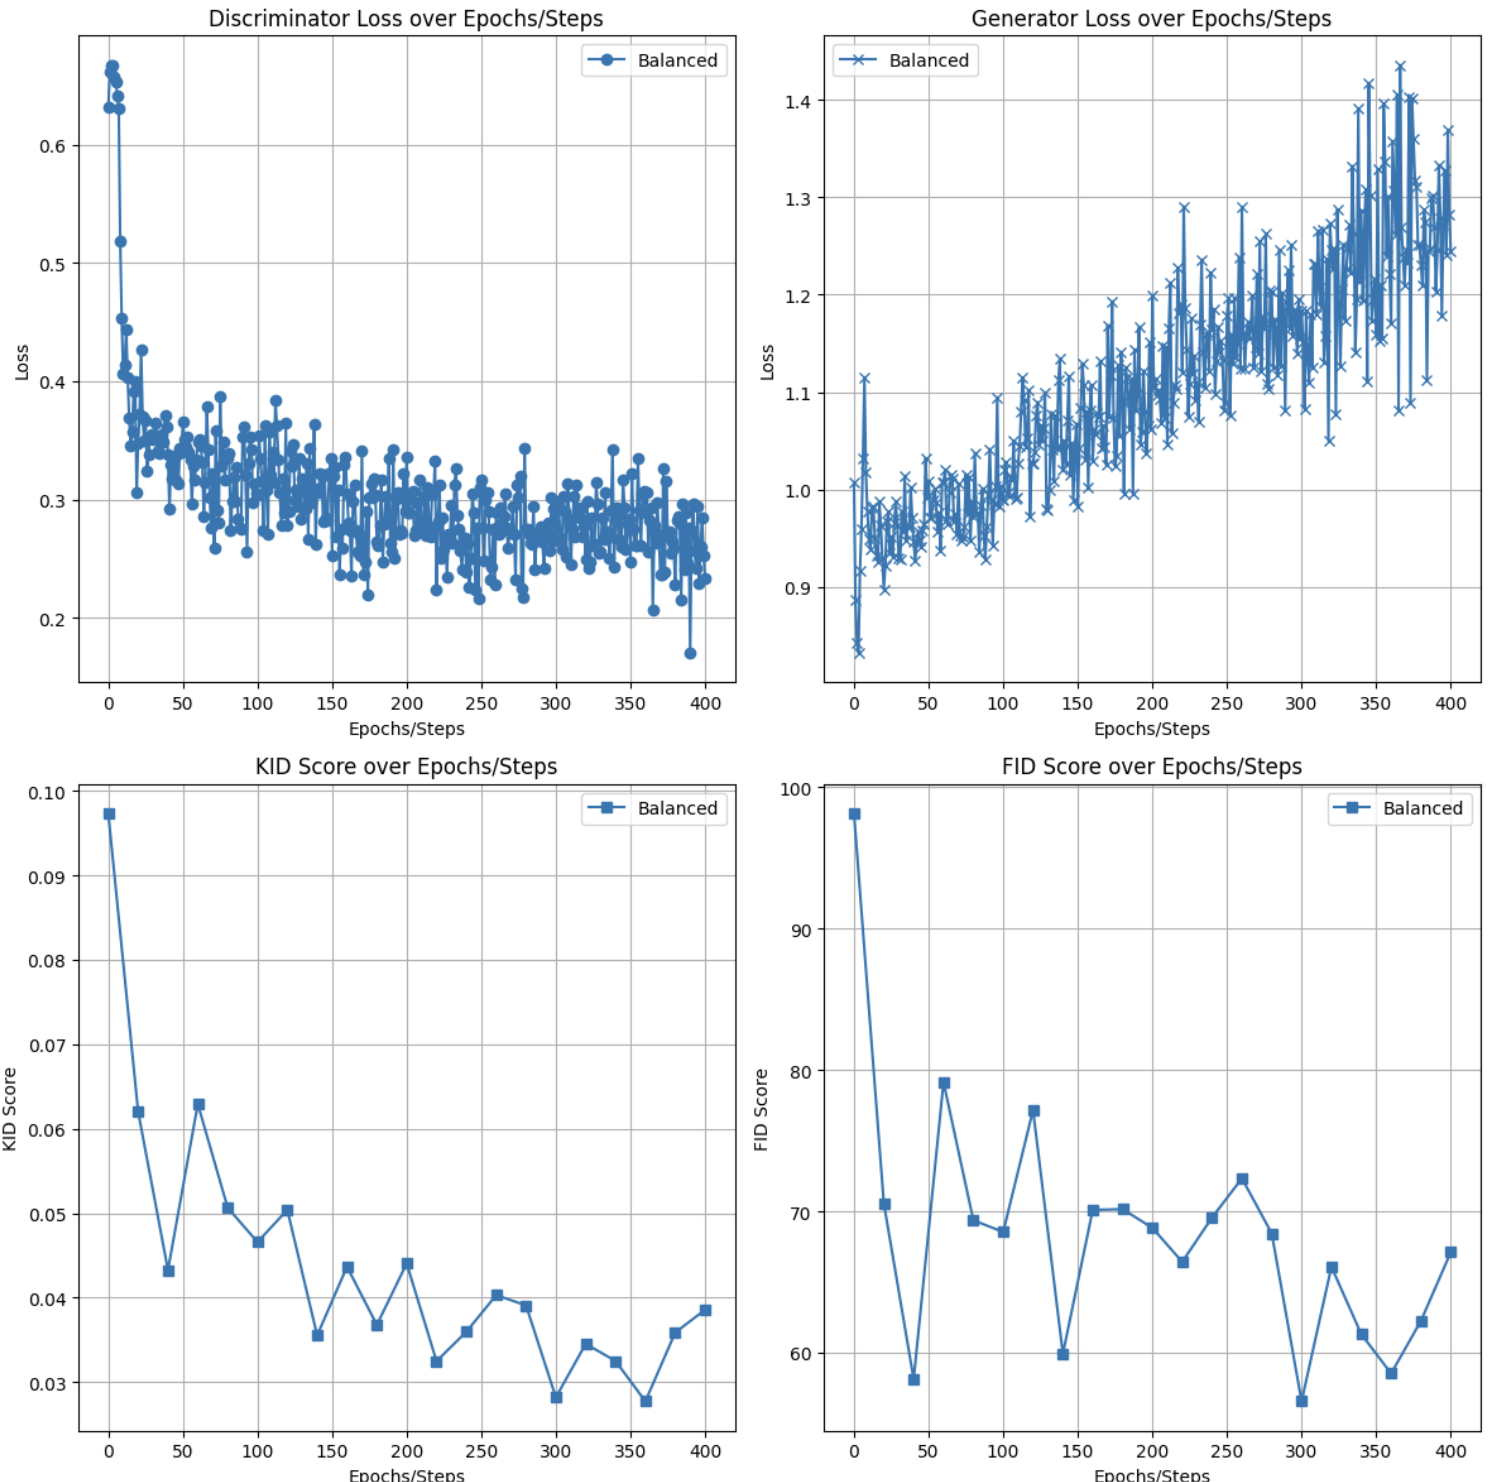 Discriminator Loss over Epochs/Steps
Balanced
Loss
0.6
0.5
0.4
0.3
0.2
0 50 100 150 200 250 300 350 400
Epochs/Steps
Generator Loss over Epochs/Steps
Balanced
Loss
1.4
1.3
1.2
1.1
1.0
0.9
0 50 100 150 200 250 300 350 400
Epochs/Steps
KID Score over Epochs/Steps
Balanced
KID Score
0.10
0.09
0.08
0.07
0.06
0.05
0.04
0.03
0 50 100 150 200 250 300 350 400
Epochs/Steps
FID Score over Epochs/Steps
Balanced
FID Score
100
90
80
70
60
0 50 100 150 200 250 300 350 400
Epochs/Steps